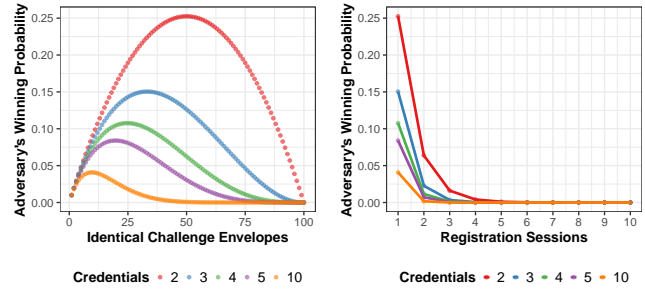 Adversary's Winning Probability
0.25
0.20
0.15
0.10
0.05
0.00
0 25 50 75 100
Identical Challenge Envelopes
Credentials 2 3 4 5 10
Adversary's Winning Probability
0.25
0.20
0.15
0.10
0.05
0.00
1 2 3 4 5 6 7 8 9 10
Registration Sessions
Credentials 2 3 4 5 10